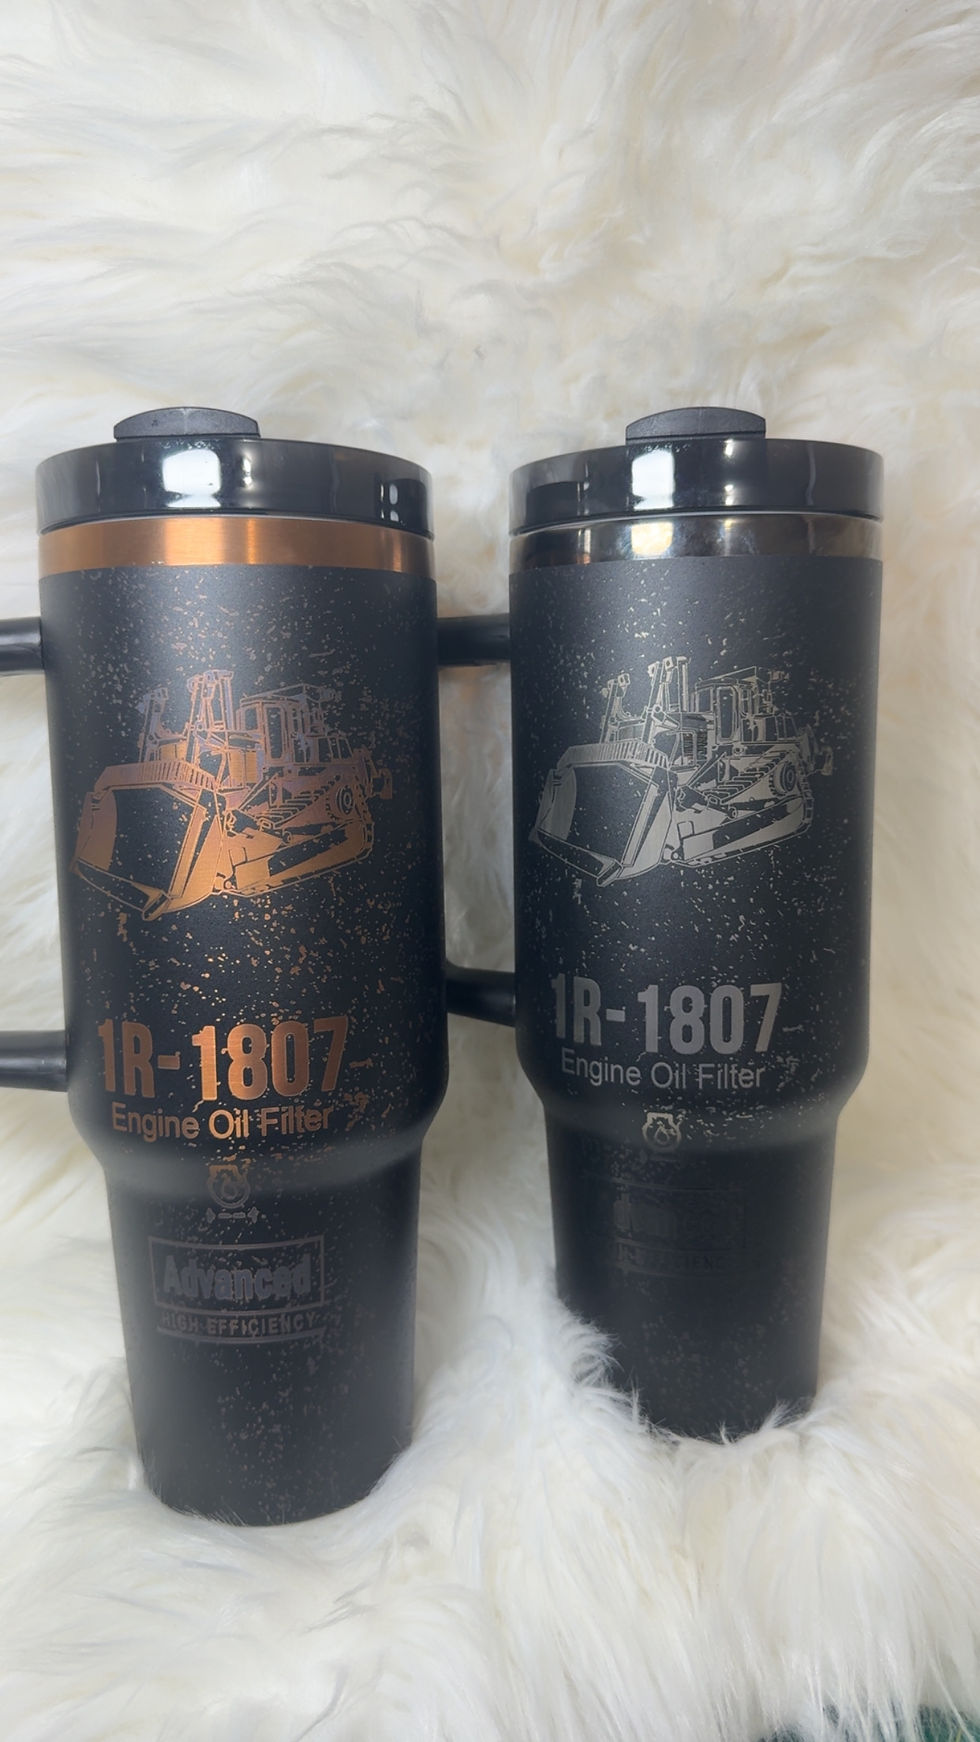 1R-1807
Engine Oil Filter
Advanced
HIGH EFFICIENCY
1R-1807
Engine Oil Filter